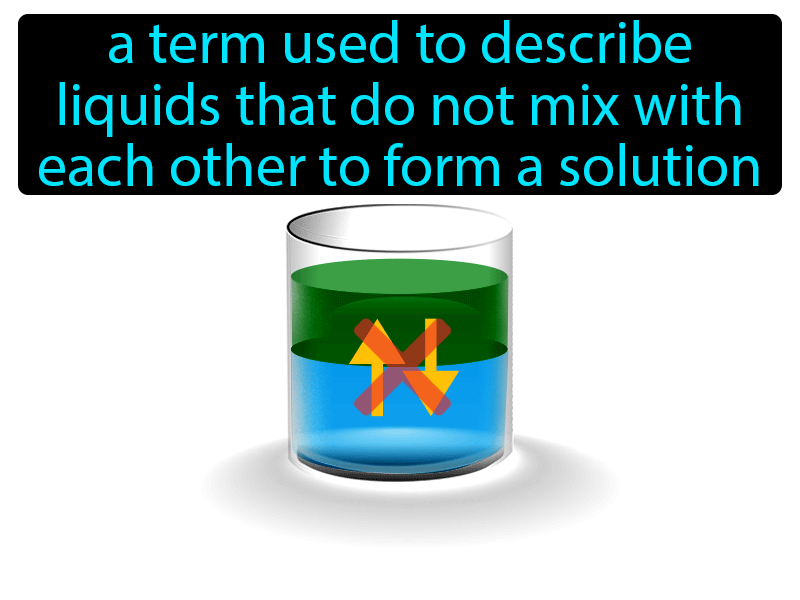 a term used to describe
liquids that do not mix with
each other to form a solution